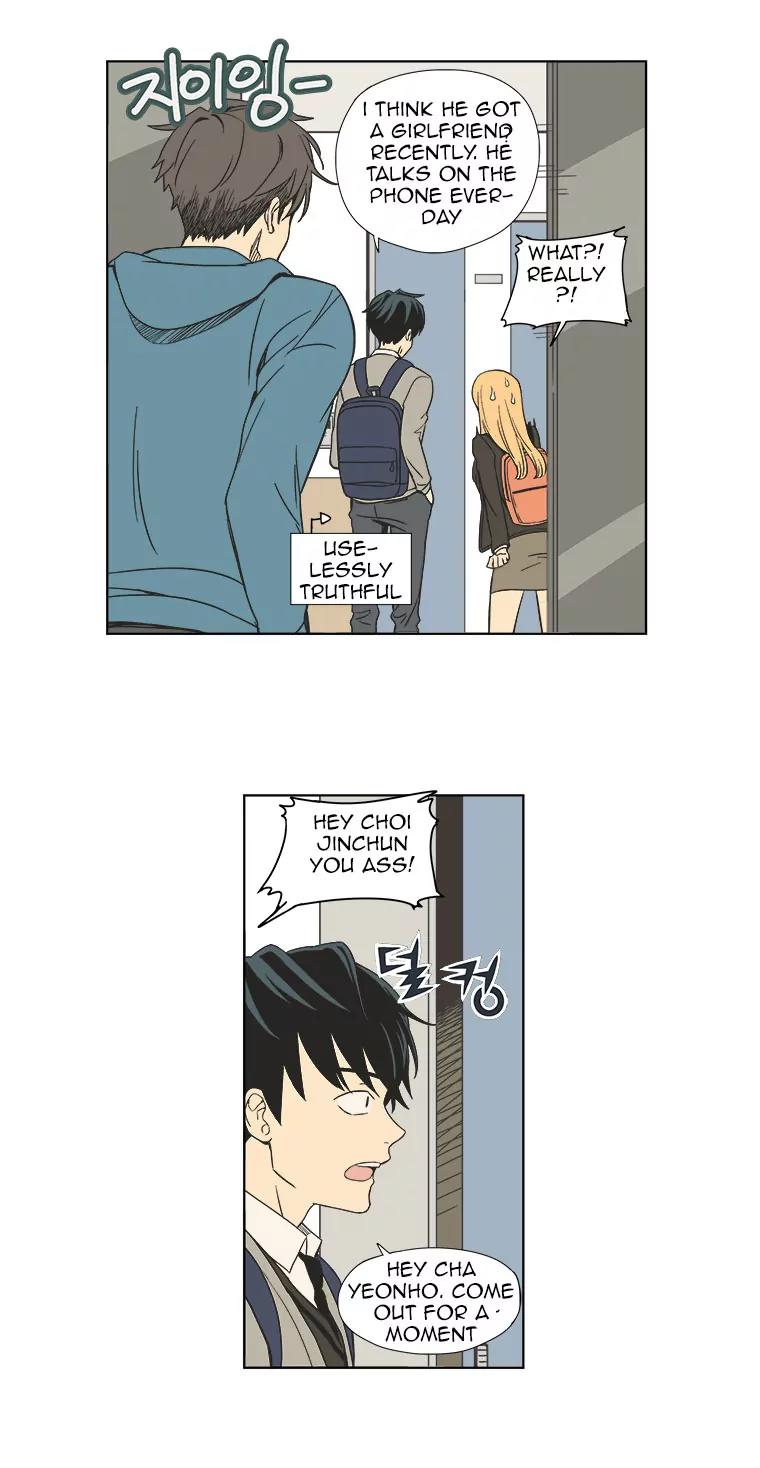 지이잉-
I THINK HE GOT
A GIRLFRIEND
RECENTLY. HE
TALKS ON THE
PHONE EVER-
DAY
WHAT?!
REALLY
?!
USE-
LESSLY
TRUTHFUL
HEY CHOI
JINCHUN
YOU ASS!
덜컹
HEY CHA
YEONHO. COME
OUT FOR A
MOMENT